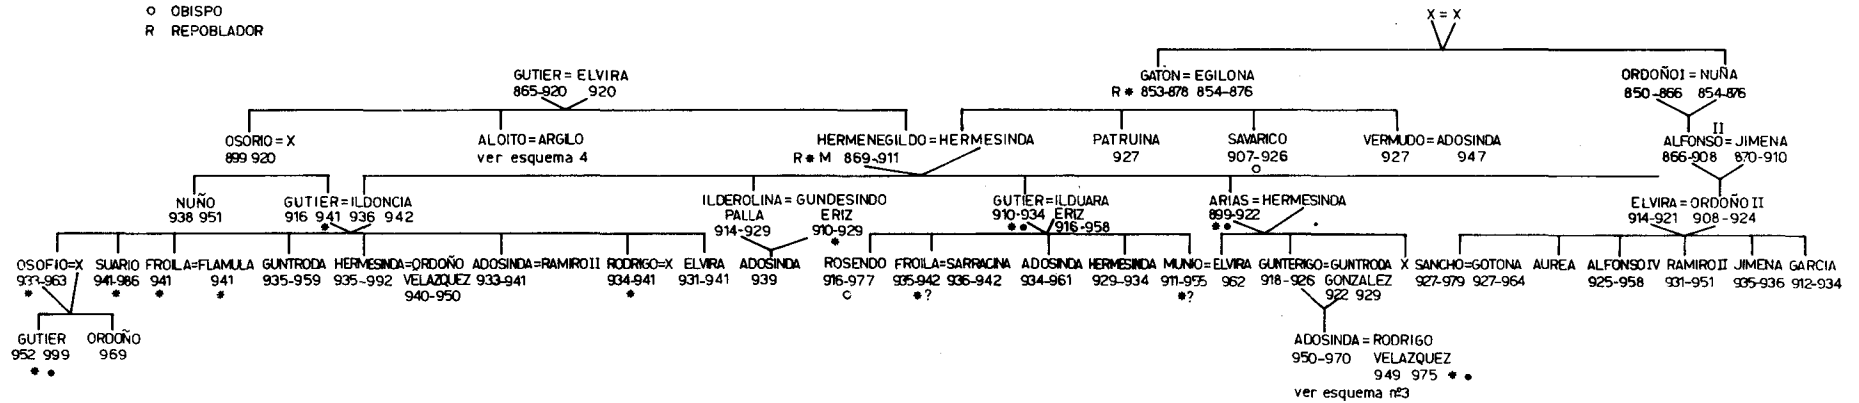 ○ OBISPO
R REPOBLADOR
X = X
GUTIER = ELVIRA
865-920 920
GATON = EGILONA
R * 853-878 854-876
ORDOÑO I = NUÑA
850-866 854-876
OSORIO = X
899 920
ALOITO = ARGILO
ver esquema 4
HERMENEGILDO = HERMESINDA
R * M 869-911
PATRUINA
927
SAVARICO
907-926
○
VERMUDO = ADOSINDA
927 947
II
ALFONSO = JIMENA
866-908 870-910
NUÑO
938 951
GUTIER = ILDONCIA
916 941 936 942
*
ILDEROLINA = GUNDESINDO
PALLA ERIZ
914-929 910-929
*
GUTIER = ILDUARA
910-934 ERIZ
* • 916-958
ARIAS = HERMESINDA
899-922
* •
ELVIRA = ORDOÑO II
914-921 908-924
OSOFIO = X
933-963
*
SUARIO
941-986
*
FROILA = FLAMULA
941 941
* *
GUNTRODA
935-959
HERMESINDA = ORDOÑO
935-992 VELAZQUEZ
940-950
ADOSINDA = RAMIRO II
933-941
RODRIGO = X
934-941
*
ELVIRA
931-941
ADOSINDA
939
ROSENDO
916-977
○
FROILA = SARRACINA
935-942 936-942
*?
ADOSINDA
934-961
HERMESINDA
929-934
MUNIO = ELVIRA
911-955 962
*?
GUNTERIGO = GUNTRODA
918-926 GONZALEZ
922 929
X
SANCHO = GOTONA
927-979 927-964
AUREA
ALFONSO IV
925-958
RAMIRO II
931-951
JIMENA
935-936
GARCIA
912-934
GUTIER
952 999
* •
ORDOÑO
969
ADOSINDA = RODRIGO
950-970 VELAZQUEZ
949 975 * •
ver esquema nº3